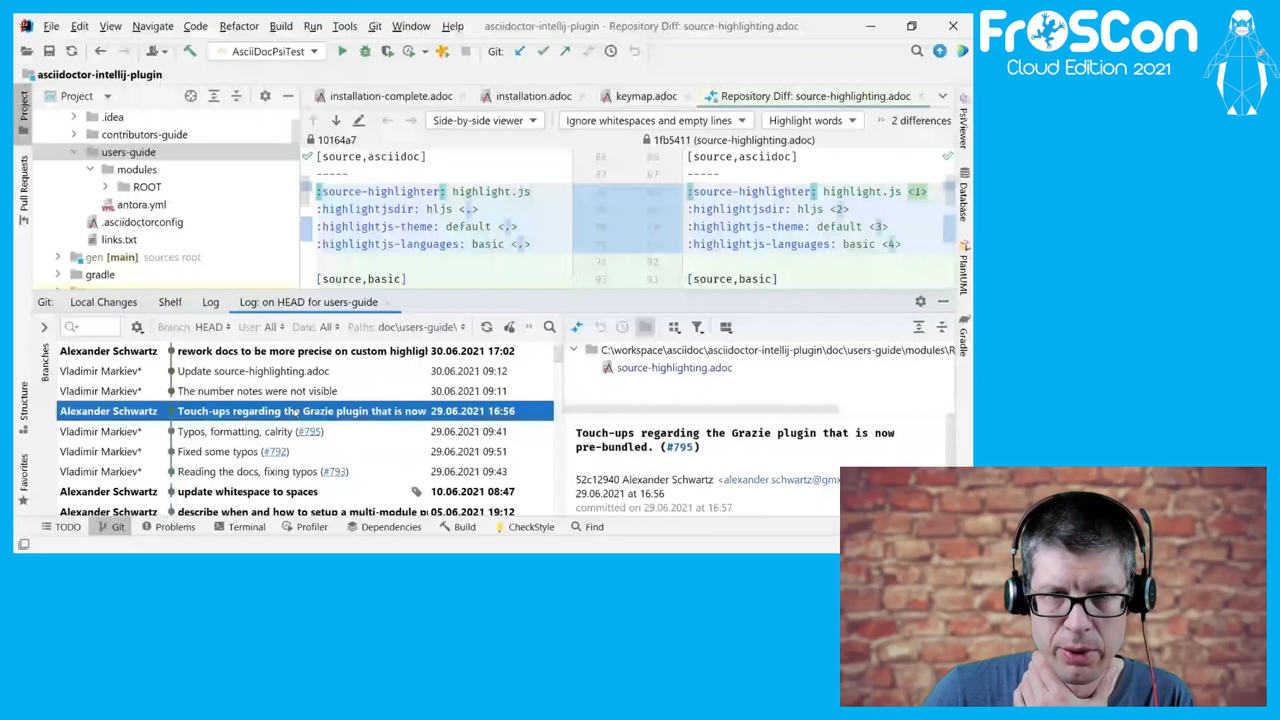 File Edit View Navigate Code Refactor Build Run Tools Git Window Help asciidoctor-intellij-plugin - Repository Diff: source-highlighting.adoc
FrOSCon
Cloud Edition 2021
AsciiDocPsiTest Git:
asciidoctor-intellij-plugin
Project
Project
installation-complete.adoc installation.adoc keymap.adoc Repository Diff: source-highlighting.adoc
PsiViewer
Database
PlantUML
Gradle
Pull Requests
.idea
contributors-guide
users-guide
modules
ROOT
antora.yml
.asciidoctorconfig
links.txt
gen [main] sources root
gradle
Side-by-viewer Ignore whitespaces and empty lines Highlight words 2 differences
10164a7 1fb5411 (source-highlighting.adoc)
[source,asciidoc] [source,asciidoc]
----- 87 87 -----
:source-highlighter: highlight.js :source-highlighter: highlight.js <1>
:highlightjsdir: hljs <.> :highlightjsdir: hljs <2>
:highlightjs-theme: default <.> :highlightjs-theme: default <3>
:highlightjs-languages: basic <.> :highlightjs-languages: basic <4>
92
[source,basic] 93 93 [source,basic]
Git: Local Changes Shelf Log Log: on HEAD for users-guide
Branches
Structure
Favorites
Branch: HEAD User: All Date: All Paths: doc\users-guide\
Alexander Schwartz rework docs to be more precise on custom highligl 30.06.2021 17:02
Vladimir Markiev* Update source-highlighting.adoc 30.06.2021 09:12
Vladimir Markiev* The number notes were not visible 30.06.2021 09:11
Alexander Schwartz Touch-ups regarding the Grazie plugin that is now 29.06.2021 16:56
Vladimir Markiev* Typos, formatting, calrity (#795) 29.06.2021 09:41
Vladimir Markiev* Fixed some typos (#792) 29.06.2021 09:51
Vladimir Markiev* Reading the docs, fixing typos (#793) 29.06.2021 09:43
Alexander Schwartz update whitespace to spaces 10.06.2021 08:47
Alexander Schwartz describe when and how to setup a multi-module p 05.06.2021 19:12
C:\workspace\asciidoc\asciidoctor-intellij-plugin\doc\users-guide\modules\R
source-highlighting.adoc
Touch-ups regarding the Grazie plugin that is now
pre-bundled. (#795)
52c12940 Alexander Schwartz <alexander.schwartz@gmx
29.06.2021 at 16:56
committed on 29.06.2021 at 16:57
TODO Git Problems Terminal Profiler Dependencies Build CheckStyle Find